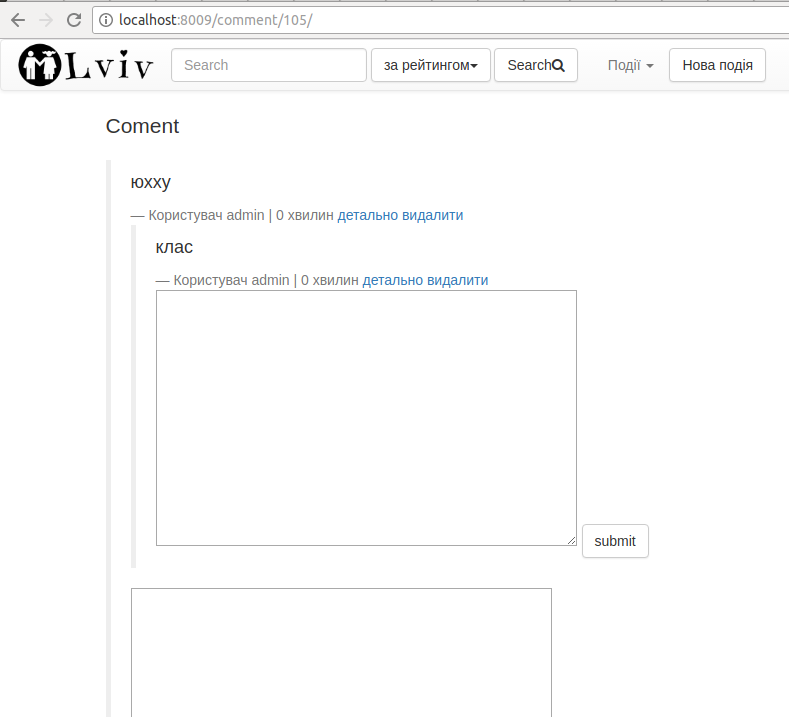 localhost:8009/comment/105/
Lviv Search за рейтингом Search Події Нова подія
Coment
юхху
— Користувач admin | 0 хвилин детально видалити
клас
— Користувач admin | 0 хвилин детально видалити
submit